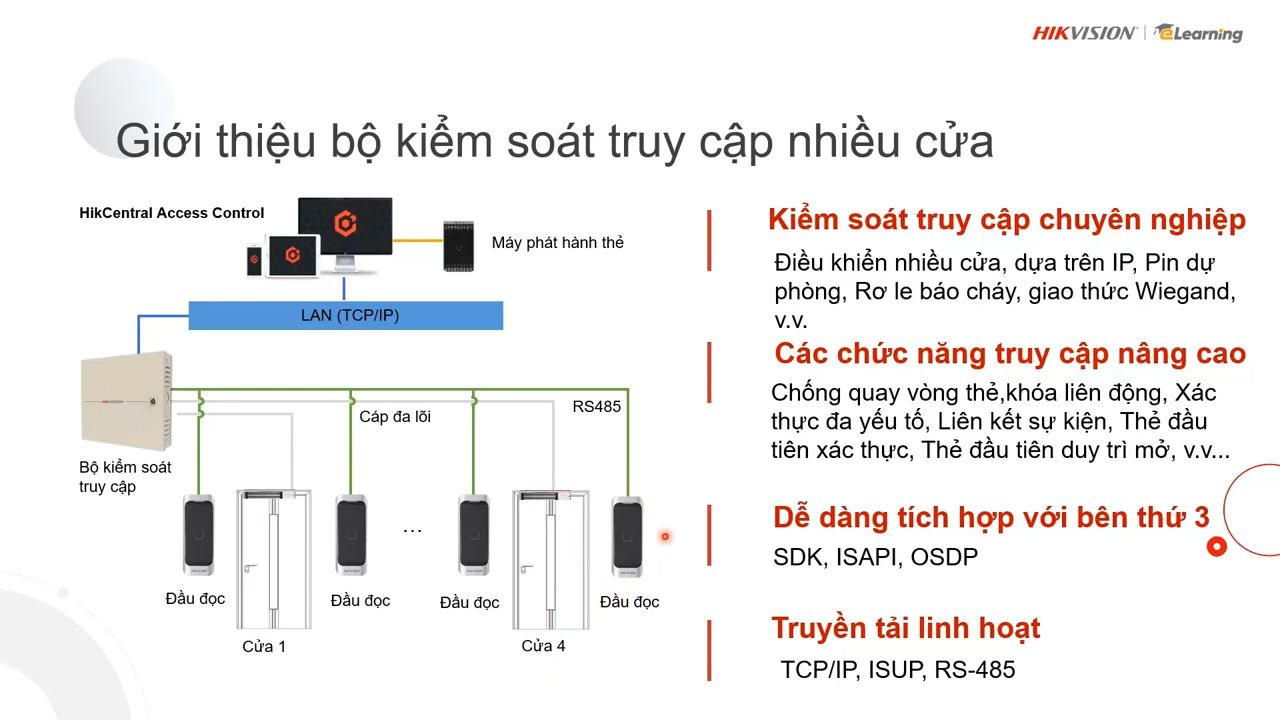 HIKVISION eLearning
Giới thiệu bộ kiểm soát truy cập nhiều cửa
HikCentral Access Control
Máy phát hành thẻ
LAN (TCP/IP)
HIKVISION
RS485
Cáp đa lõi
Bộ kiểm soát
truy cập
...
Đầu đọc
Đầu đọc
Đầu đọc
Đầu đọc
Cửa 1
Cửa 4
Kiểm soát truy cập chuyên nghiệp
Điều khiển nhiều cửa, dựa trên IP, Pin dự
phòng, Rơ le báo cháy, giao thức Wiegand,
v.v.
Các chức năng truy cập nâng cao
Chống quay vòng thẻ,khóa liên động, Xác
thực đa yếu tố, Liên kết sự kiện, Thẻ đầu
tiên xác thực, Thẻ đầu tiên duy trì mở, v.v...
Dễ dàng tích hợp với bên thứ 3
SDK, ISAPI, OSDP
Truyền tải linh hoạt
TCP/IP, ISUP, RS-485